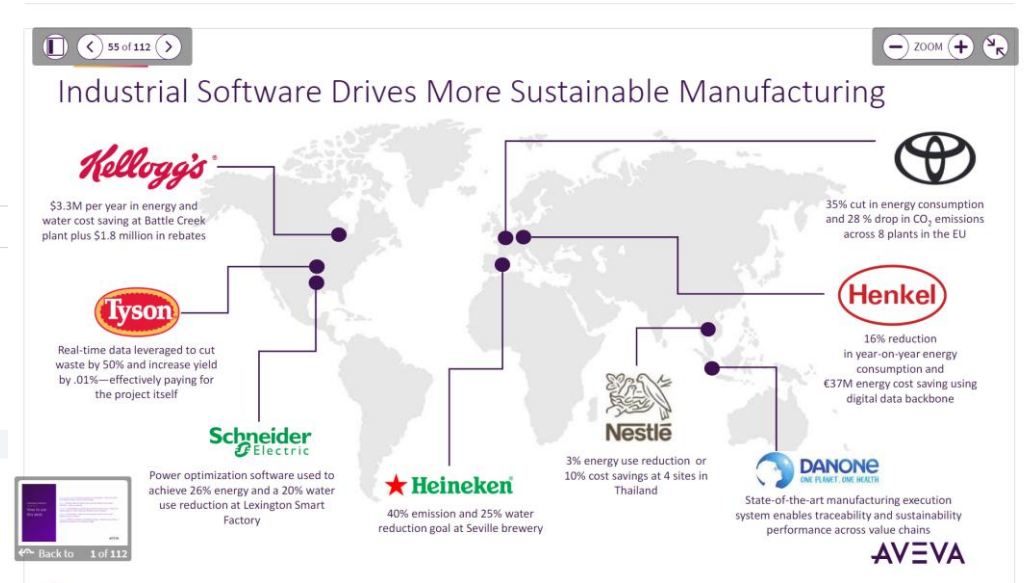 55 of 112
ZOOM
Industrial Software Drives More Sustainable Manufacturing
Kellogg's
$3.3M per year in energy and
water cost saving at Battle Creek
plant plus $1.8 million in rebates
35% cut in energy consumption
and 28 % drop in CO₂ emissions
across 8 plants in the EU
Tyson
Real-time data leveraged to cut
waste by 50% and increase yield
by .01%—effectively paying for
the project itself
Henkel
16% reduction
in year-on-year energy
consumption and
€37M energy cost saving using
digital data backbone
Schneider
Electric
Power optimization software used to
achieve 26% energy and a 20% water
use reduction at Lexington Smart
Factory
Heineken
40% emission and 25% water
reduction goal at Seville brewery
Nestlé
3% energy use reduction or
10% cost savings at 4 sites in
Thailand
DANONE
ONE PLANET. ONE HEALTH
State-of-the-art manufacturing execution
system enables traceability and sustainability
performance across value chains
AVEVA
Back to 1 of 112